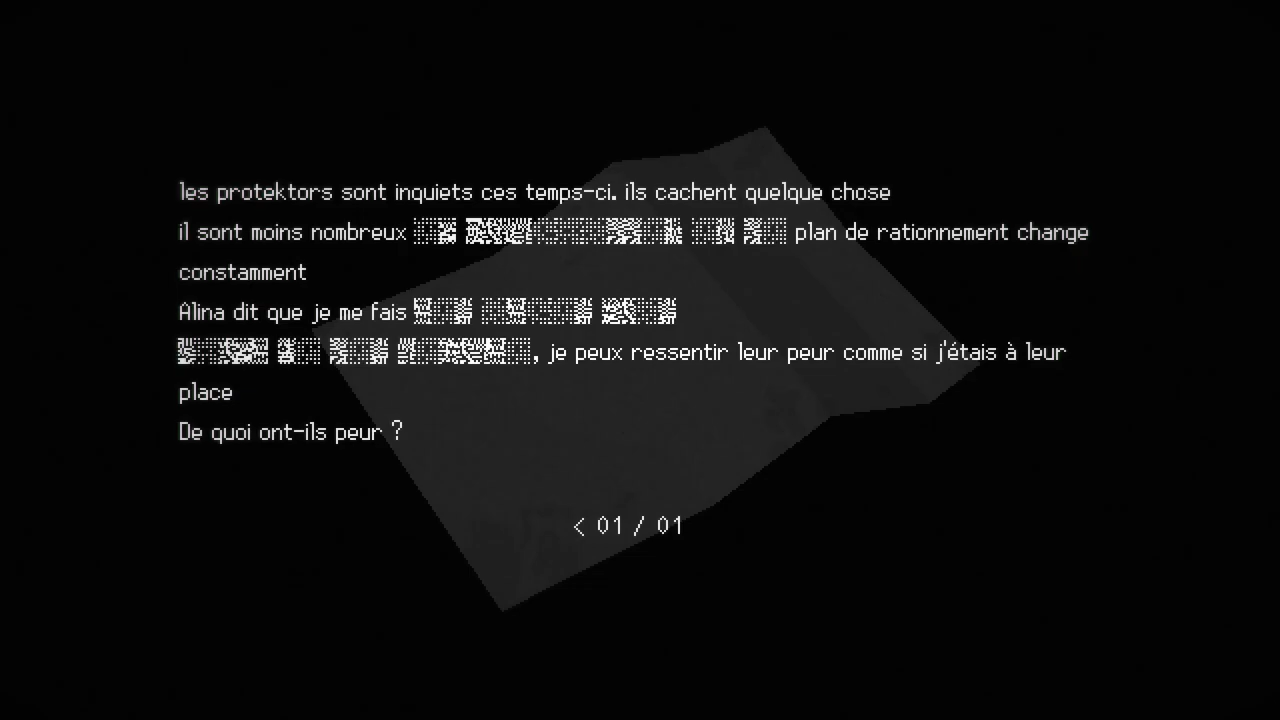 les protektors sont inquiets ces temps-ci. ils cachent quelque chose
il sont moins nombreux plan de rationnement change
constamment
Alina dit que je me fais
, je peux ressentir leur peur comme si j'étais à leur
place
De quoi ont-ils peur ?
< 01 / 01